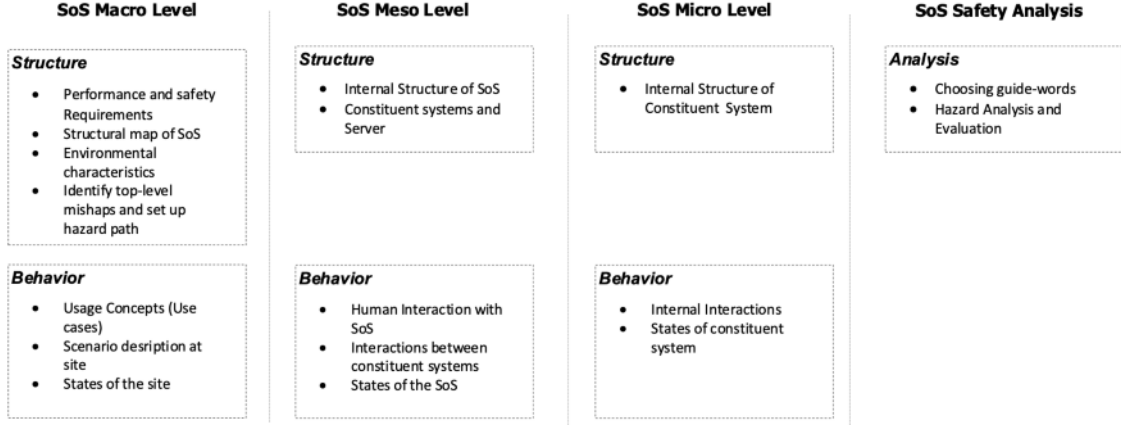 SoS Macro Level
Structure
• Performance and safety
Requirements
• Structural map of SoS
• Environmental
characteristics
• Identify top-level
mishaps and set up
hazard path
Behavior
• Usage Concepts (Use
cases)
• Scenario desription at
site
• States of the site
SoS Meso Level
Structure
• Internal Structure of SoS
• Constituent systems and
Server
Behavior
• Human Interaction with
SoS
• Interactions between
constituent systems
• States of the SoS
SoS Micro Level
Structure
• Internal Structure of
Constituent System
Behavior
• Internal Interactions
• States of constituent
system
SoS Safety Analysis
Analysis
• Choosing guide-words
• Hazard Analysis and
Evaluation